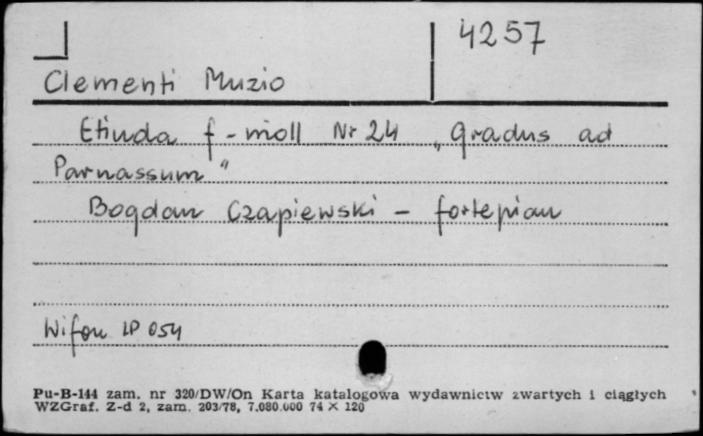 4257
Clementi Muzio
Etiuda f-moll Nr 24 „Gradus ad
Parnassum"
Bogdan Czapiewski - fortepian
Wifon LP 054
Pu-B-144 zam. nr 320/DW/On Karta katalogowa wydawnictw zwartych i ciągłych
WZGraf. Z-d 2, zam. 203/78, 7.080.000 74 × 120